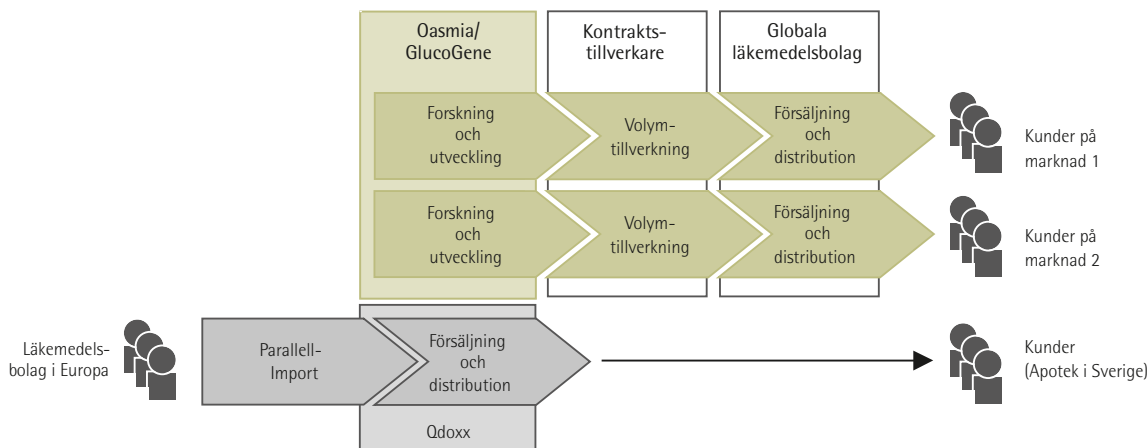 Oasmia/
GlucoGene
Kontrakts-
tillverkare
Globala
läkemedelsbolag
Forskning
och
utveckling
Volym-
tillverkning
Försäljning
och
distribution
Kunder på
marknad 1
Forskning
och
utveckling
Volym-
tillverkning
Försäljning
och
distribution
Kunder på
marknad 2
Läkemedels-
bolag i Europa
Parallell-
Import
Försäljning
och
distribution
Kunder
(Apotek i Sverige)
Qdoxx